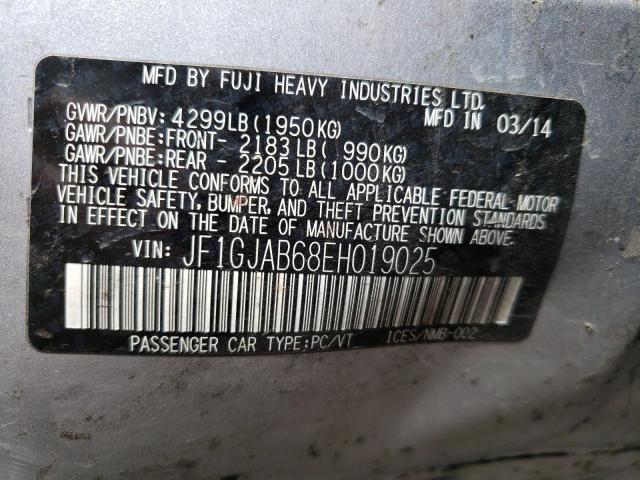 MFD BY FUJI HEAVY INDUSTRIES LTD.
GVWR/PNBV: 4299LB(1950KG) MFD IN 03/14
GAWR/PNBE:FRONT- 2183LB( 990KG)
GAWR/PNBE:REAR - 2205LB(1000KG)
THIS VEHICLE CONFORMS TO ALL APPLICABLE FEDERAL MOTOR
VEHICLE SAFETY, BUMPER, AND THEFT PREVENTION STANDARDS
IN EFFECT ON THE DATE OF MANUFACTURE SHOWN ABOVE.
VIN: JF1GJAB68EH019025
PASSENGER CAR TYPE:PC/VT ICES/NMB-002